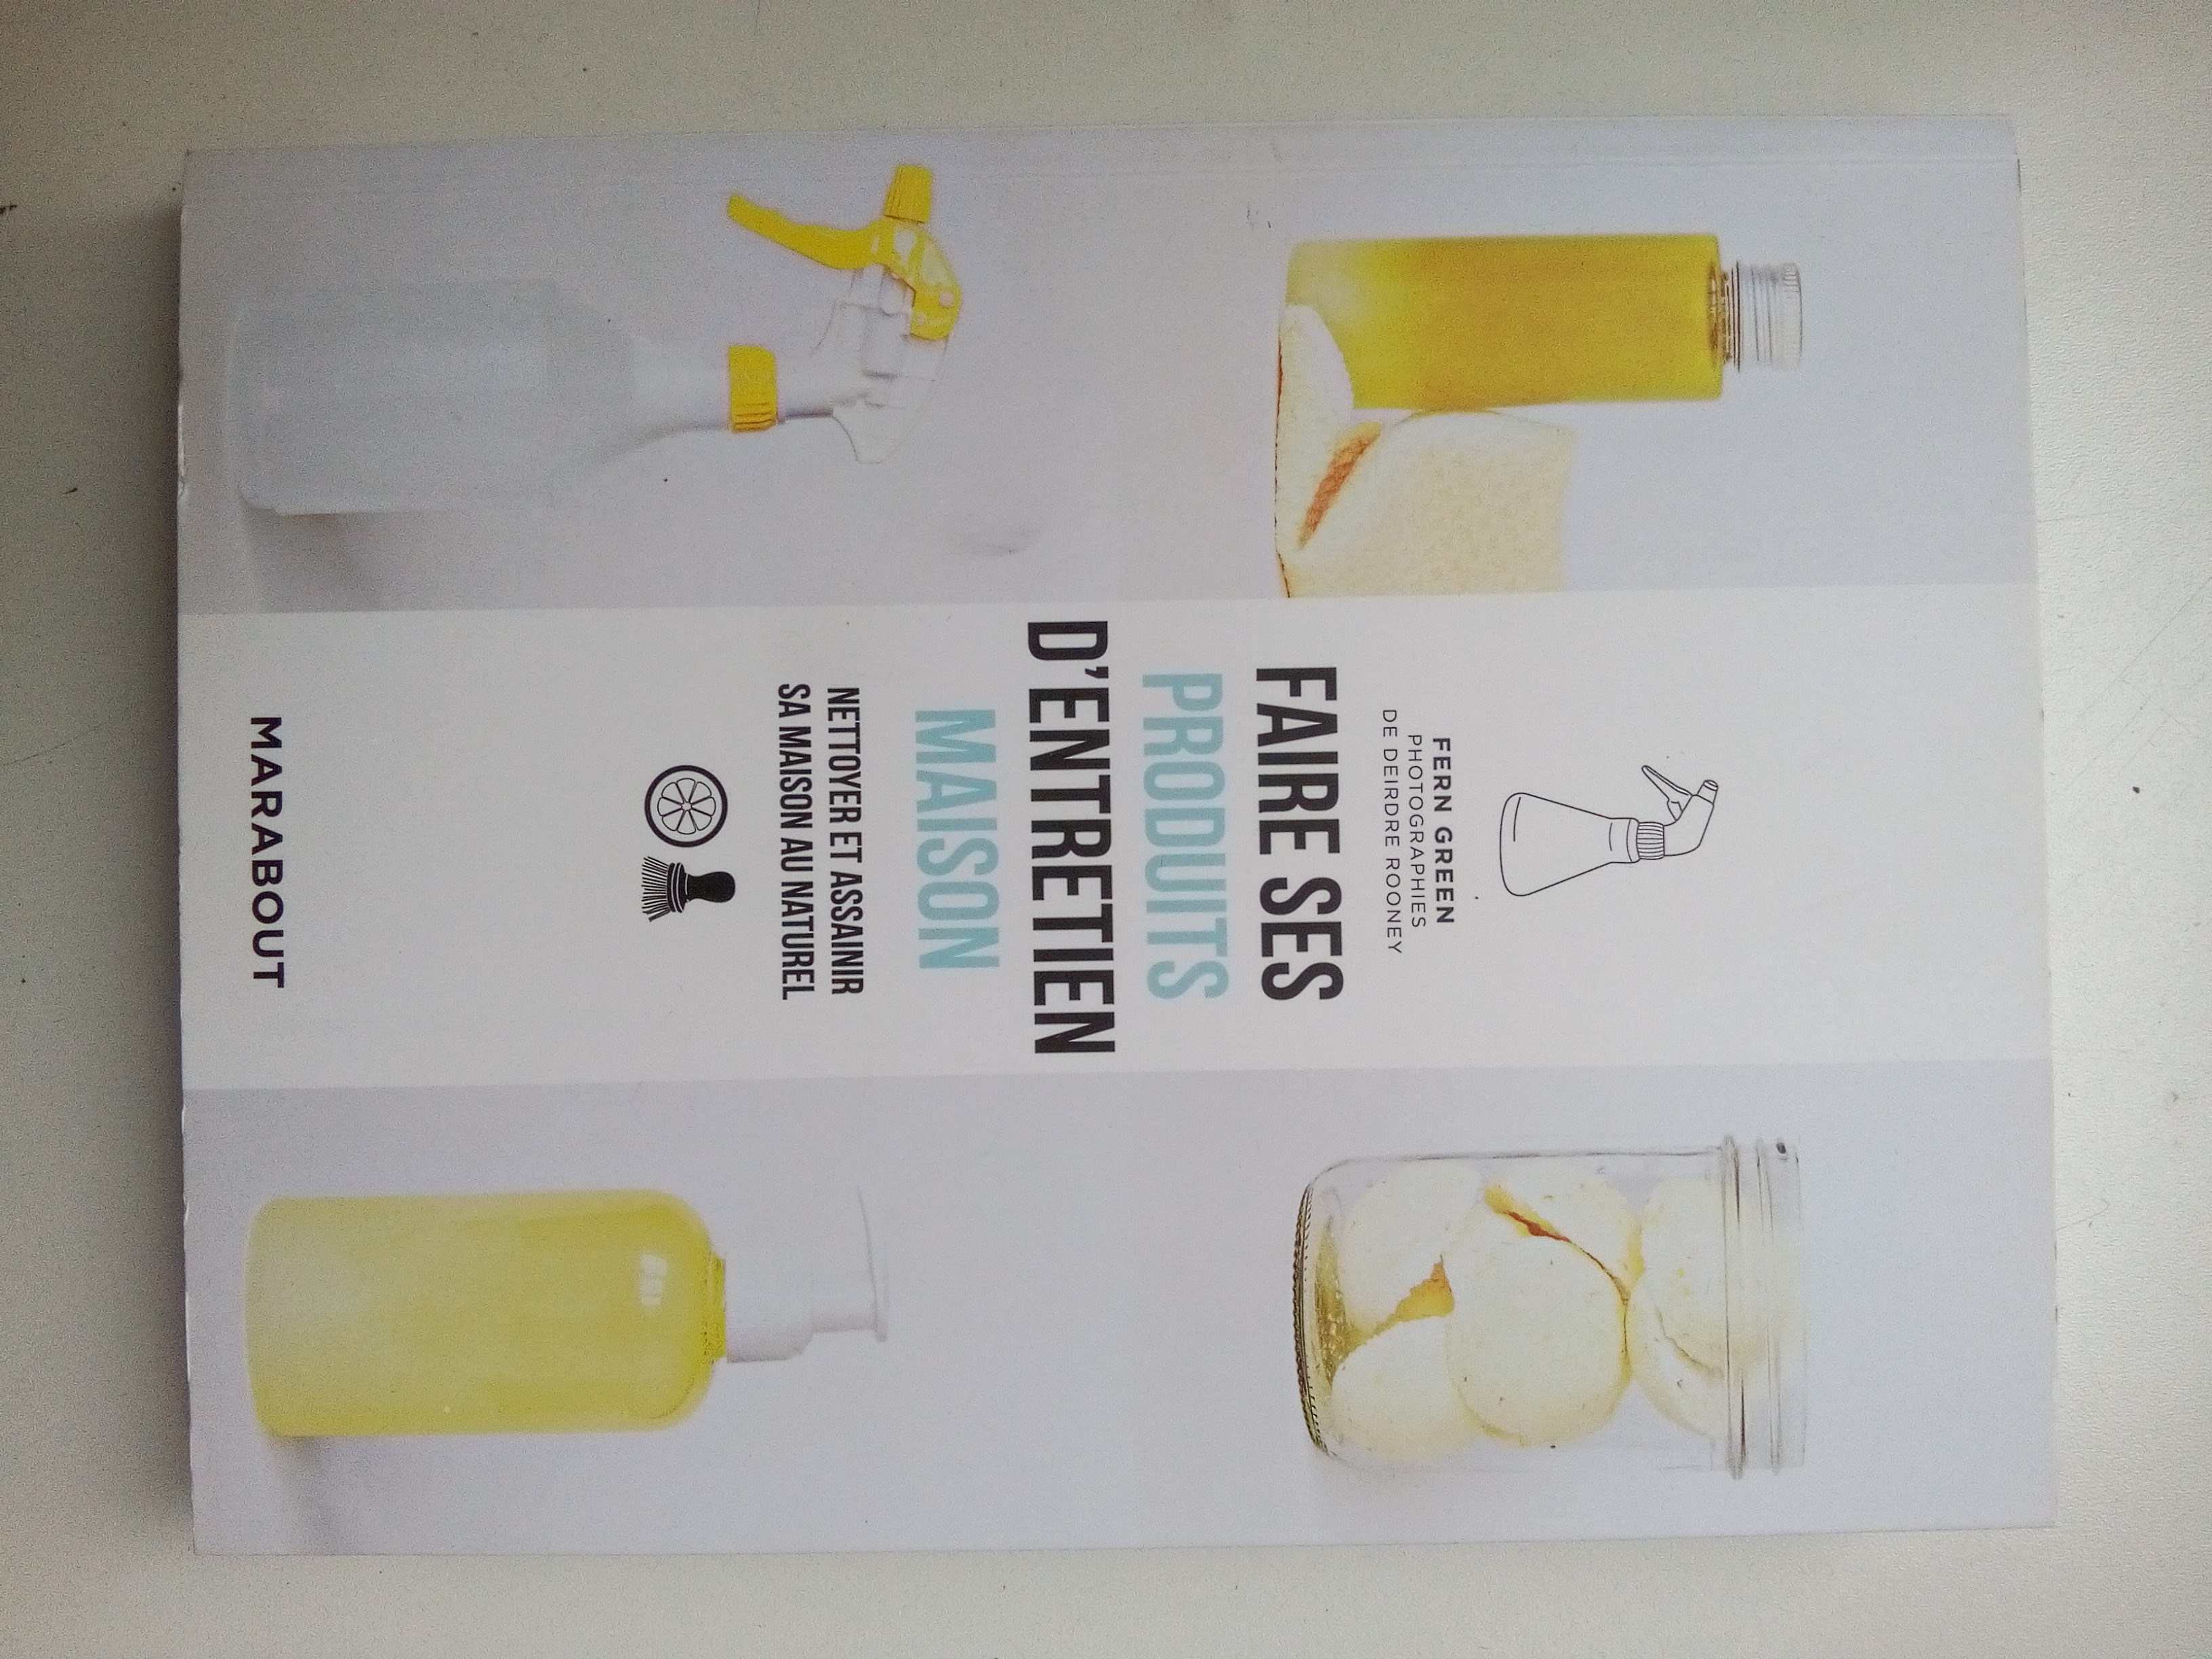 FERN GREEN
PHOTOGRAPHIES
DE DEIRDRE ROONEY
FAIRE SES
PRODUITS
D’ENTRETIEN
MAISON
NETTOYER ET ASSAINIR
SA MAISON AU NATUREL
MARABOUT